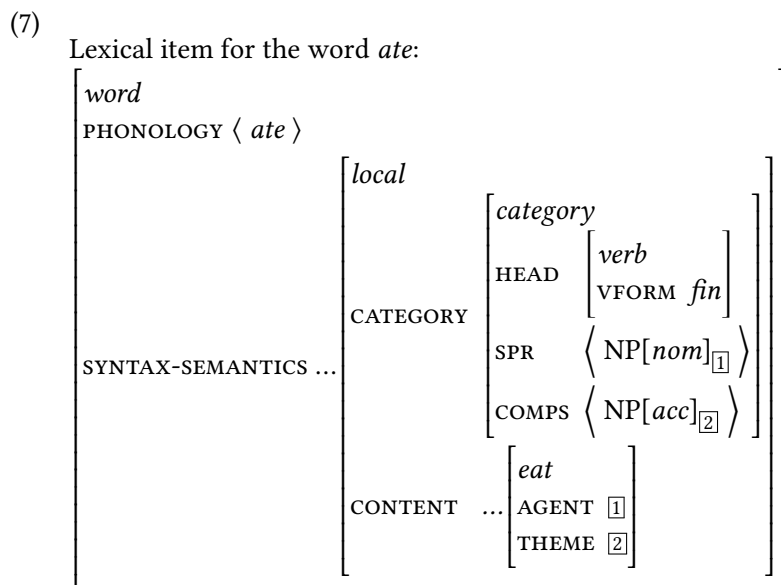 (7)
Lexical item for the word ate:
word
PHONOLOGY ⟨ ate ⟩
local
category
HEAD [verb
VFORM fin]
CATEGORY
SPR ⟨ NP[nom]1 ⟩
SYNTAX-SEMANTICS ...
COMPS ⟨ NP[acc]2 ⟩
eat
CONTENT ... AGENT 1
THEME 2